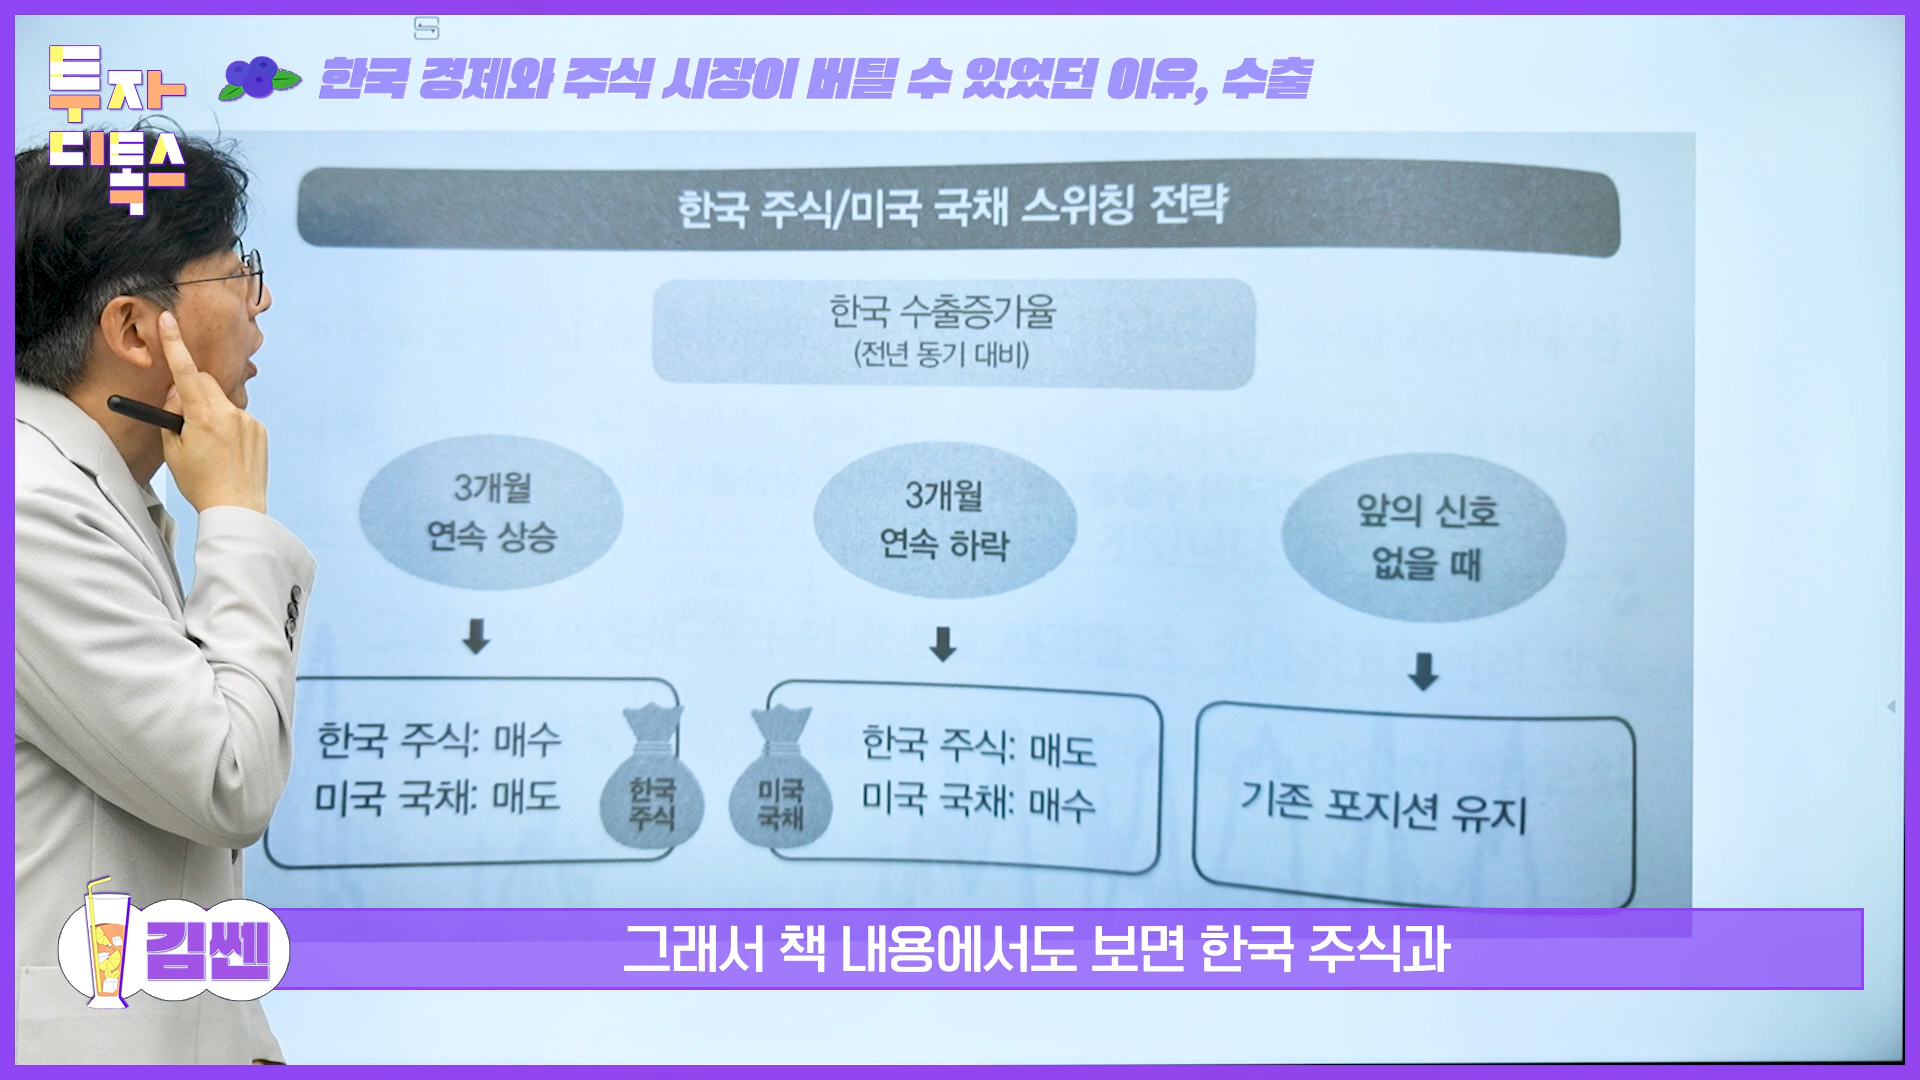 투자
디톡스
한국 경제와 주식 시장이 버틸 수 있었던 이유, 수출
한국 주식/미국 국채 스위칭 전략
한국 수출증가율
(전년 동기 대비)
3개월
연속 상승
3개월
연속 하락
앞의 신호
없을 때
한국 주식: 매수
미국 국채: 매도
한국
주식
미국
국채
한국 주식: 매도
미국 국채: 매수
기존 포지션 유지
김쎈
그래서 책 내용에서도 보면 한국 주식과